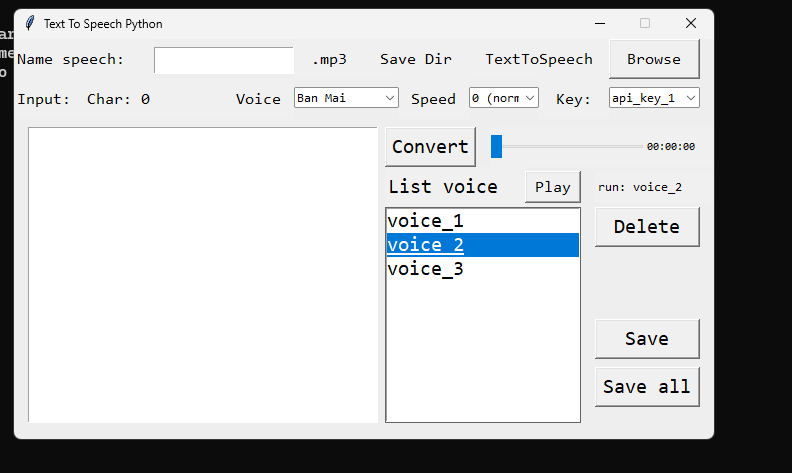 Text To Speech Python
Name speech: .mp3 Save Dir TextToSpeech Browse
Input: Char: 0 Voice Ban Mai Speed 0 (norm Key: api_key_1
Convert 00:00:00
List voice Play run: voice_2
voice_1 Delete
voice_2
voice_3
Save
Save all